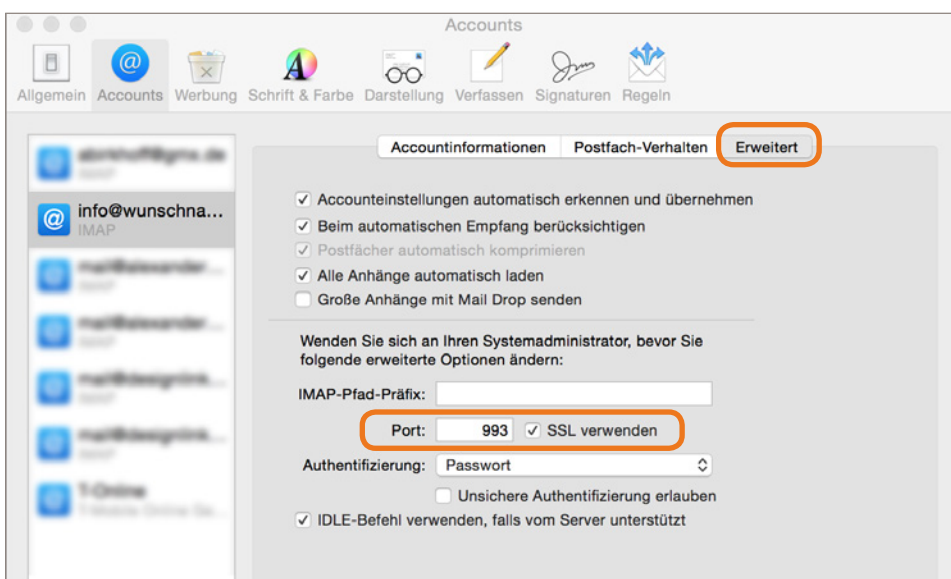 Accounts
Allgemein Accounts Werbung Schrift & Farbe Darstellung Verfassen Signaturen Regeln
Accountinformationen Postfach-Verhalten Erweitert
info@wunschna...
IMAP
Accounteinstellungen automatisch erkennen und übernehmen
Beim automatischen Empfang berücksichtigen
Postfächer automatisch komprimieren
Alle Anhänge automatisch laden
Große Anhänge mit Mail Drop senden
Wenden Sie sich an Ihren Systemadministrator, bevor Sie
folgende erweiterte Optionen ändern:
IMAP-Pfad-Präfix:
Port: 993 SSL verwenden
Authentifizierung: Passwort
Unsichere Authentifizierung erlauben
IDLE-Befehl verwenden, falls vom Server unterstützt